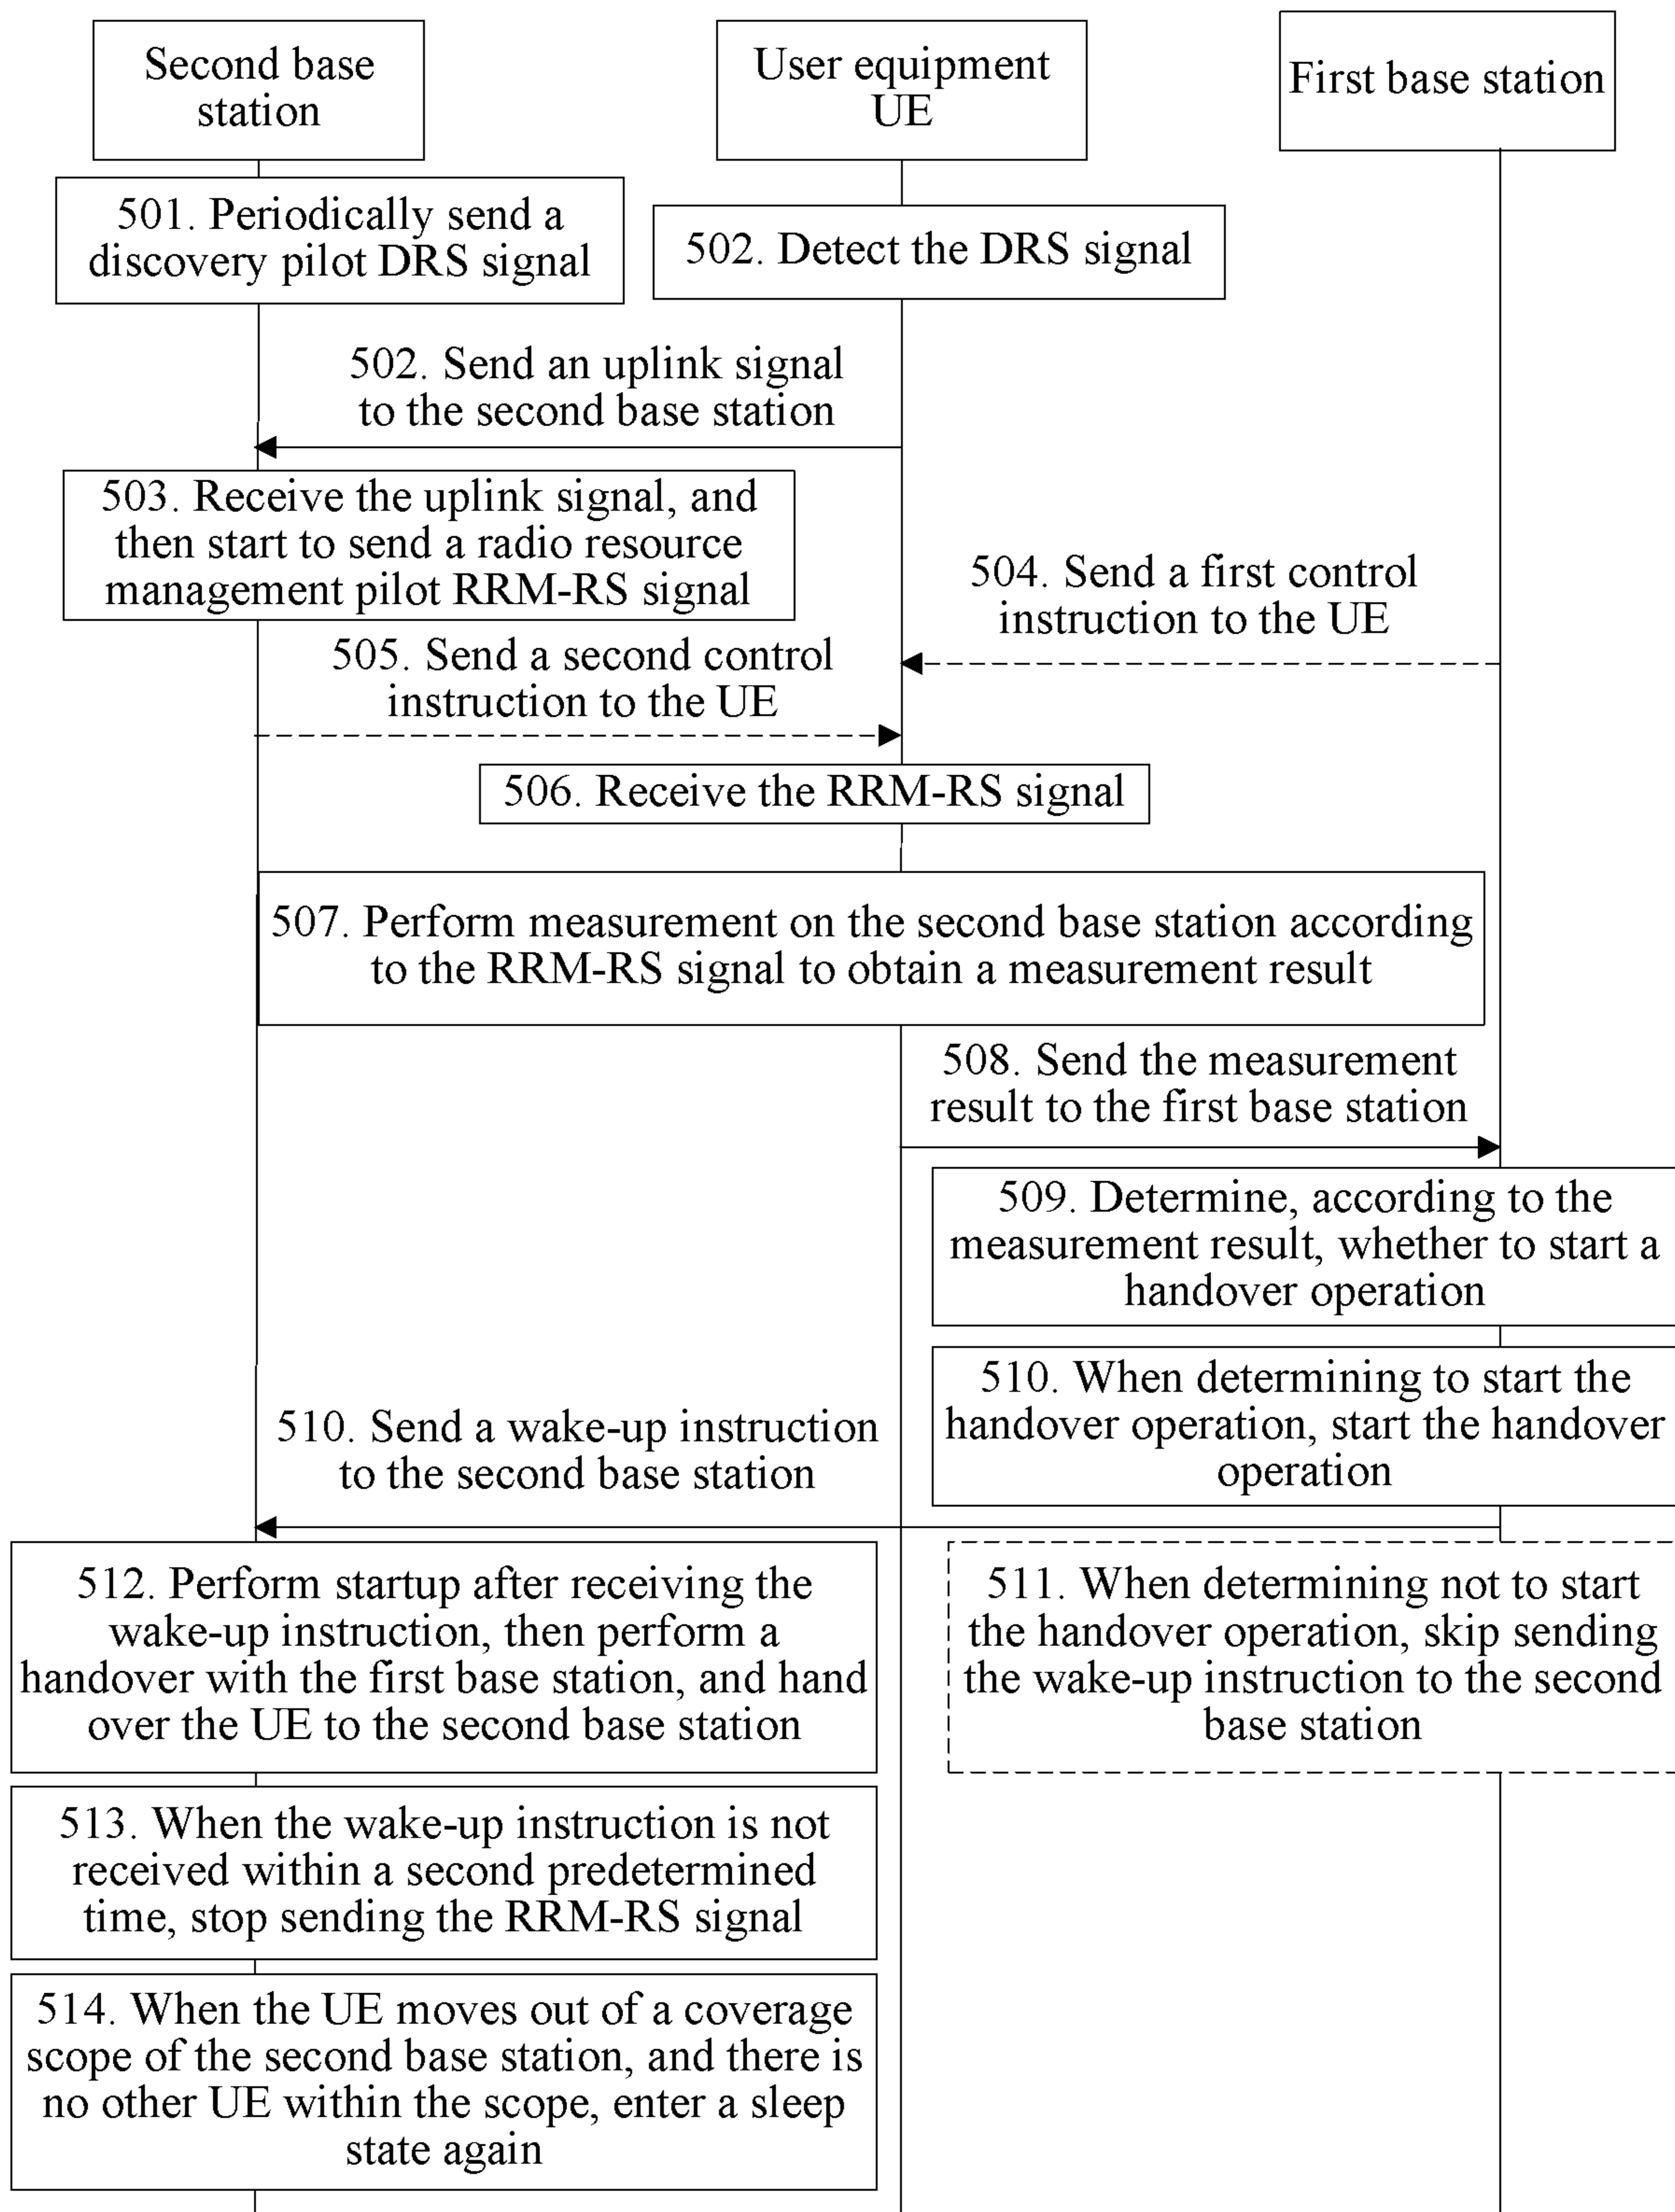 Second base
station
User equipment
UE
First base station
501. Periodically send a
discovery pilot DRS signal
502. Detect the DRS signal
502. Send an uplink signal
to the second base station
503. Receive the uplink signal, and
then start to send a radio resource
management pilot RRM-RS signal
504. Send a first control
instruction to the UE
505. Send a second control
instruction to the UE
506. Receive the RRM-RS signal
507. Perform measurement on the second base station according
to the RRM-RS signal to obtain a measurement result
508. Send the measurement
result to the first base station
509. Determine, according to the
measurement result, whether to start a
handover operation
510. When determining to start the
handover operation, start the handover
operation
510. Send a wake-up instruction
to the second base station
512. Perform startup after receiving the
wake-up instruction, then perform a
handover with the first base station, and hand
over the UE to the second base station
511. When determining not to start
the handover operation, skip sending
the wake-up instruction to the second
base station
513. When the wake-up instruction is not
received within a second predetermined
time, stop sending the RRM-RS signal
514. When the UE moves out of a coverage
scope of the second base station, and there is
no other UE within the scope, enter a sleep
state again